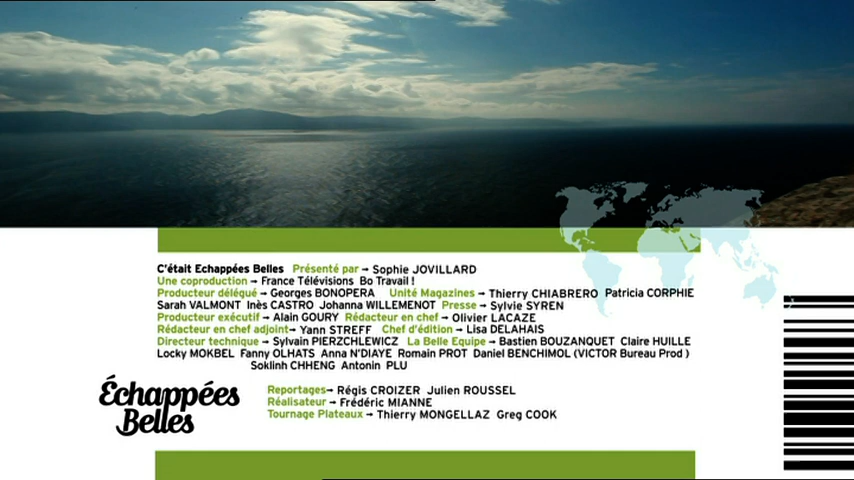 C'était Echappées Belles Présenté par → Sophie JOVILLARD
Une coproduction → France Télévisions Bo Travail !
Producteur délégué → Georges BONOPERA Unité Magazines → Thierry CHIABRERO Patricia CORPHIE
Sarah VALMONT Inès CASTRO Johanna WILLEMENOT Presse → Sylvie SYREN
Producteur exécutif → Alain GOURY Rédacteur en chef → Olivier LACAZE
Rédacteur en chef adjoint→ Yann STREFF Chef d'édition → Lisa DELAHAIS
Directeur technique → Sylvain PIERZCHLEWICZ La Belle Equipe → Bastien BOUZANQUET Claire HUILLE
Locky MOKBEL Fanny OLHATS Anna N'DIAYE Romain PROT Daniel BENCHIMOL (VICTOR Bureau Prod )
Soklinh CHHENG Antonin PLU
Échappées
Belles
Reportages→ Régis CROIZER Julien ROUSSEL
Réalisateur → Frédéric MIANNE
Tournage Plateaux → Thierry MONGELLAZ Greg COOK